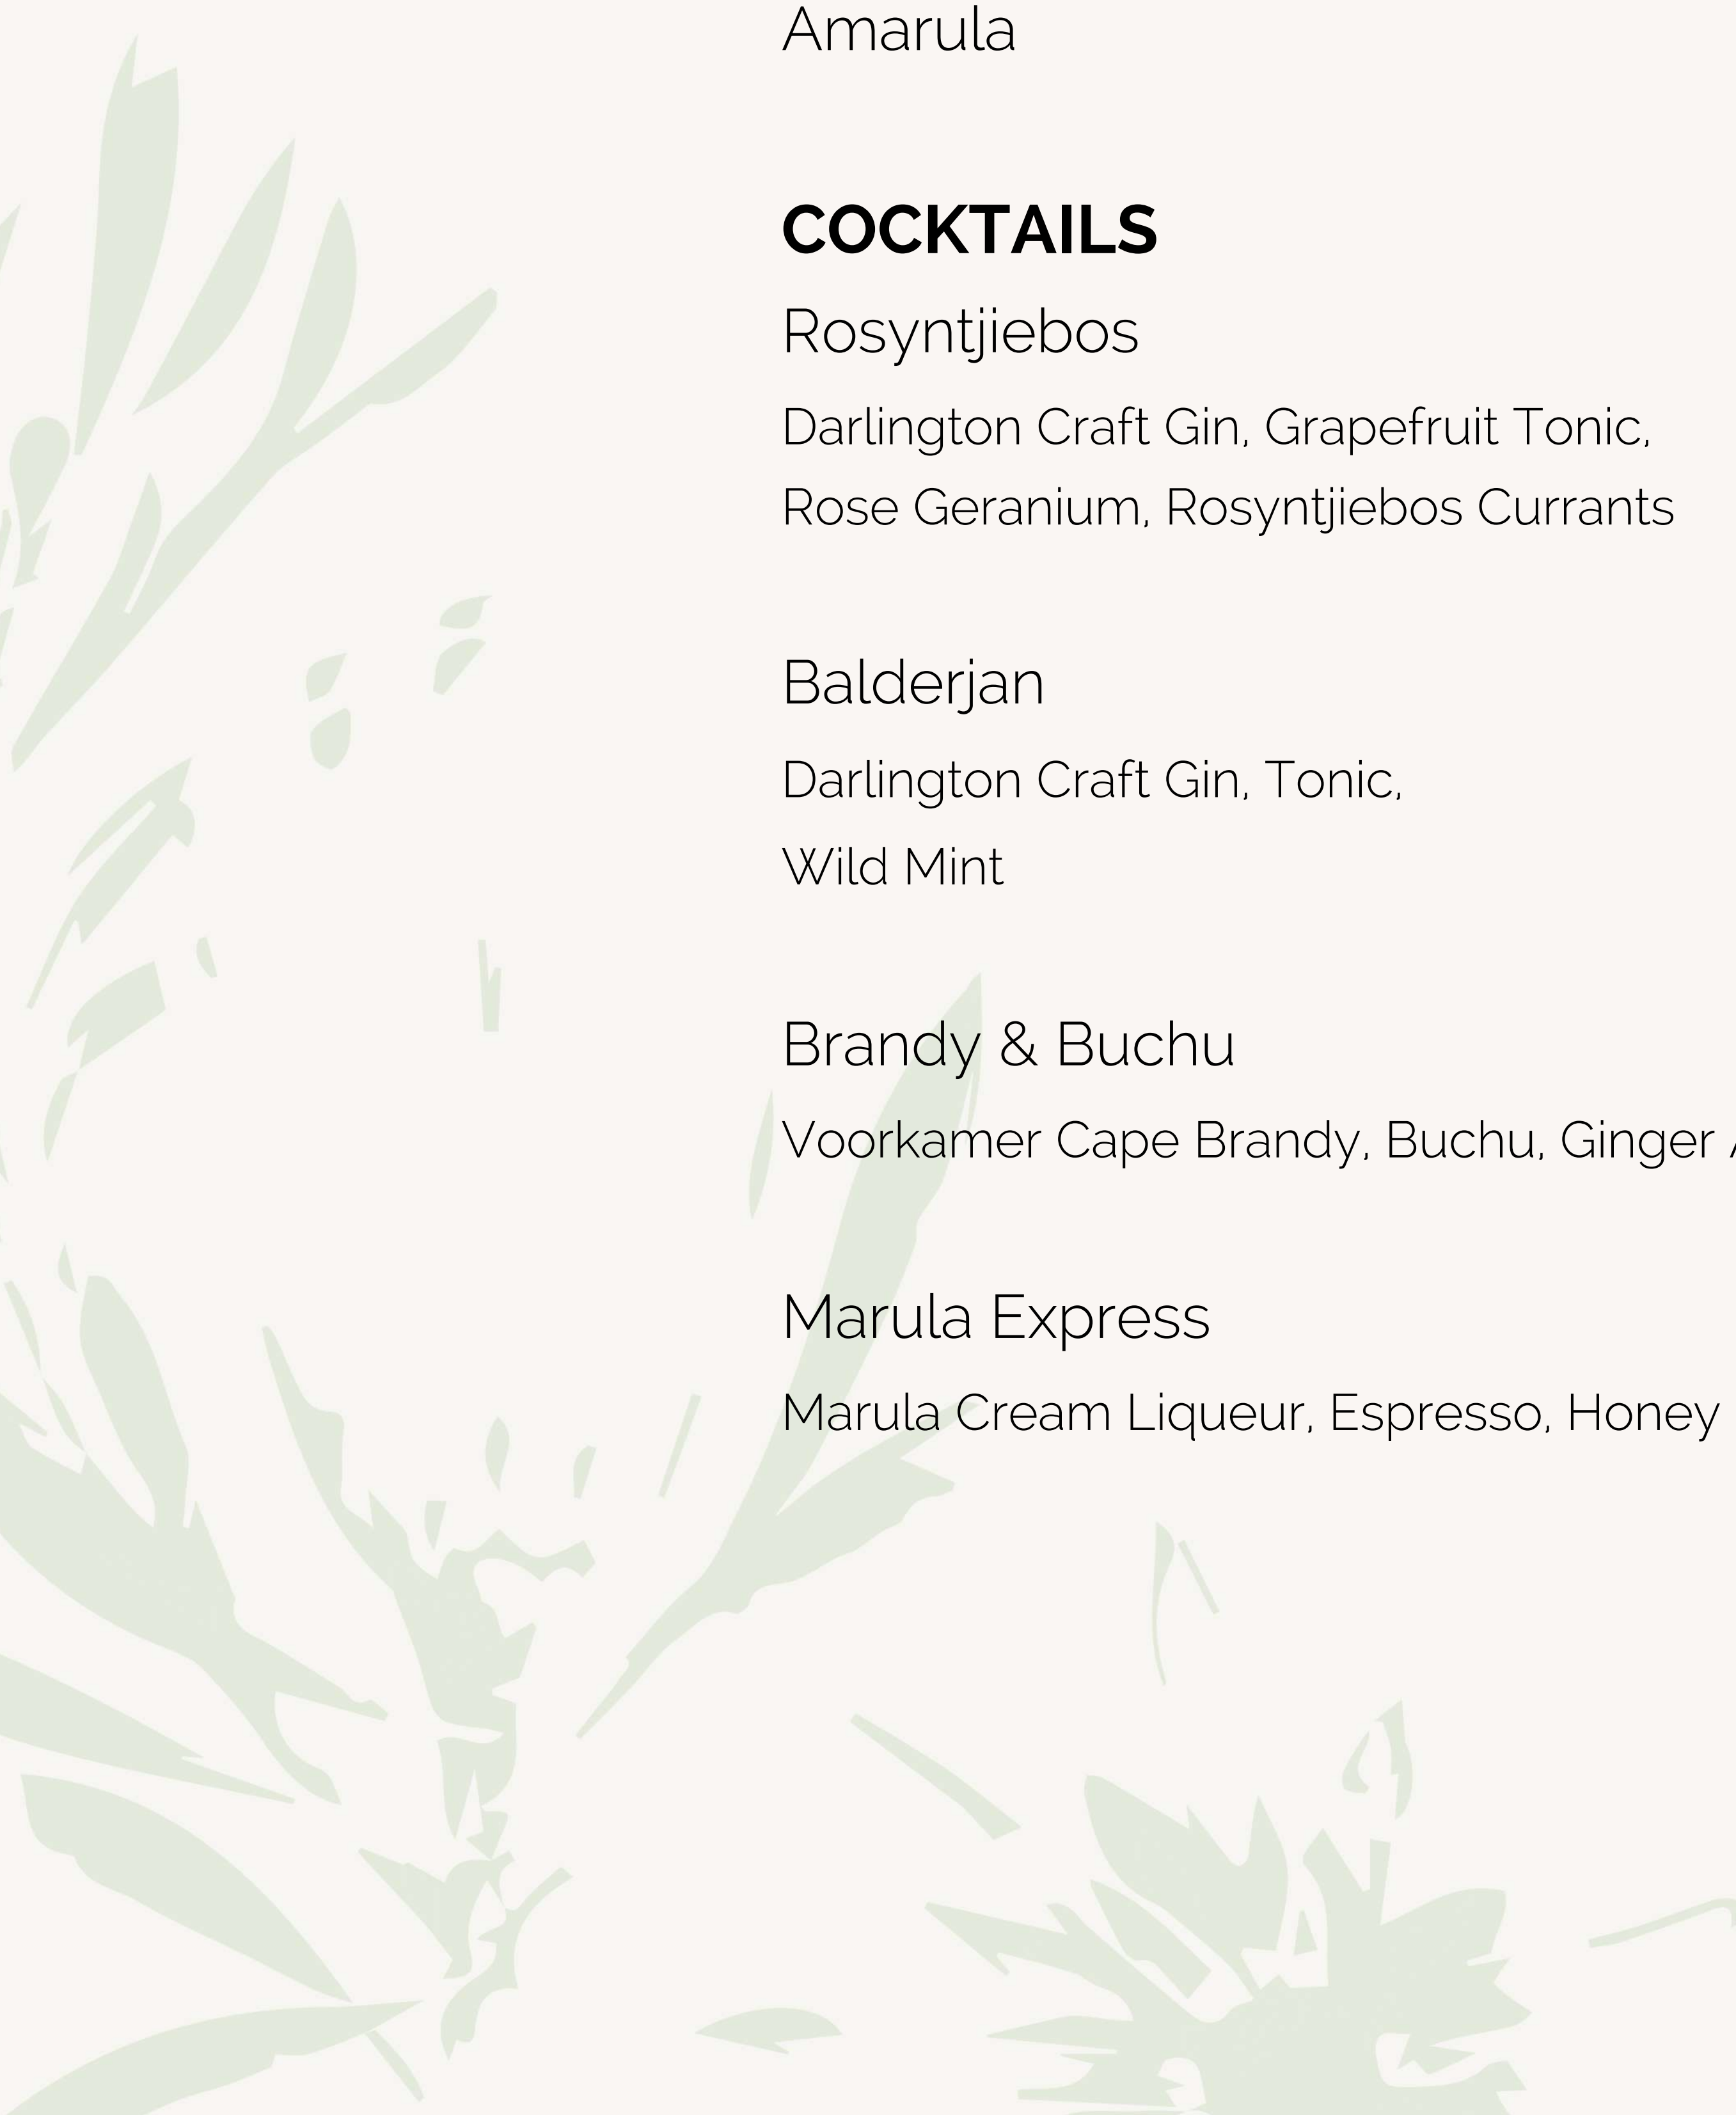 Amarula
COCKTAILS
Rosyntjiebos
Darlington Craft Gin, Grapefruit Tonic,
Rose Geranium, Rosyntjiebos Currants
Balderjan
Darlington Craft Gin, Tonic,
Wild Mint
Brandy & Buchu
Voorkamer Cape Brandy, Buchu, Ginger
Marula Express
Marula Cream Liqueur, Espresso, Honey